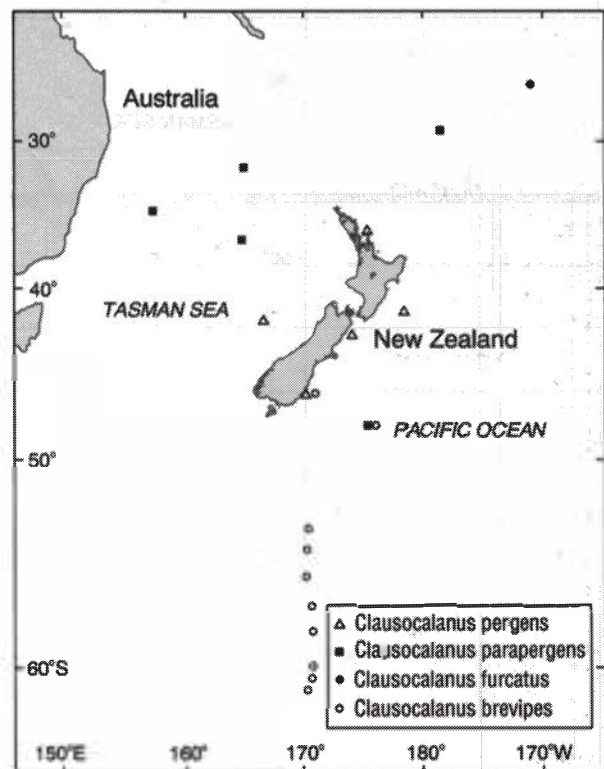 Australia
30°
40°
TASMAN SEA
New Zealand
PACIFIC OCEAN
50°
Clausocalanus pergens
Clausocalanus parapergens
Clausocalanus furcatus
Clausocalanus brevipes
60°S
150°E 160° 170° 180° 170°W